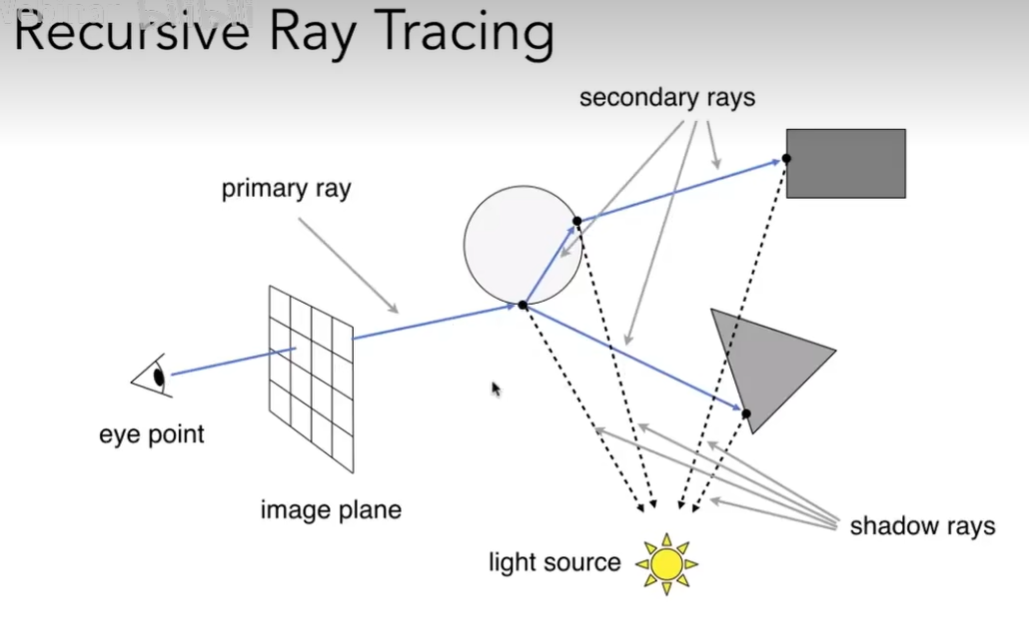 Recursive Ray Tracing
secondary rays
primary ray
eye point
image plane
shadow rays
light source